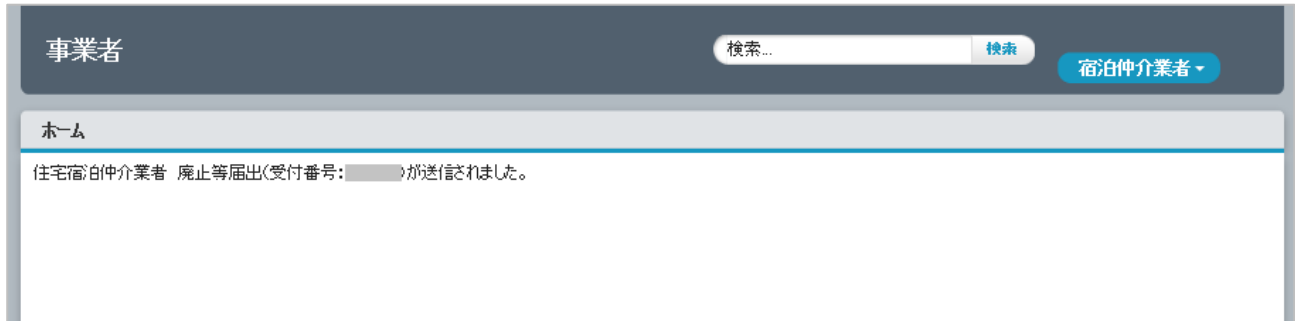 事業者
検索...
検索
宿泊仲介業者
ホーム
住宅宿泊仲介業者 廃止等届出(受付番号: )が送信されました。